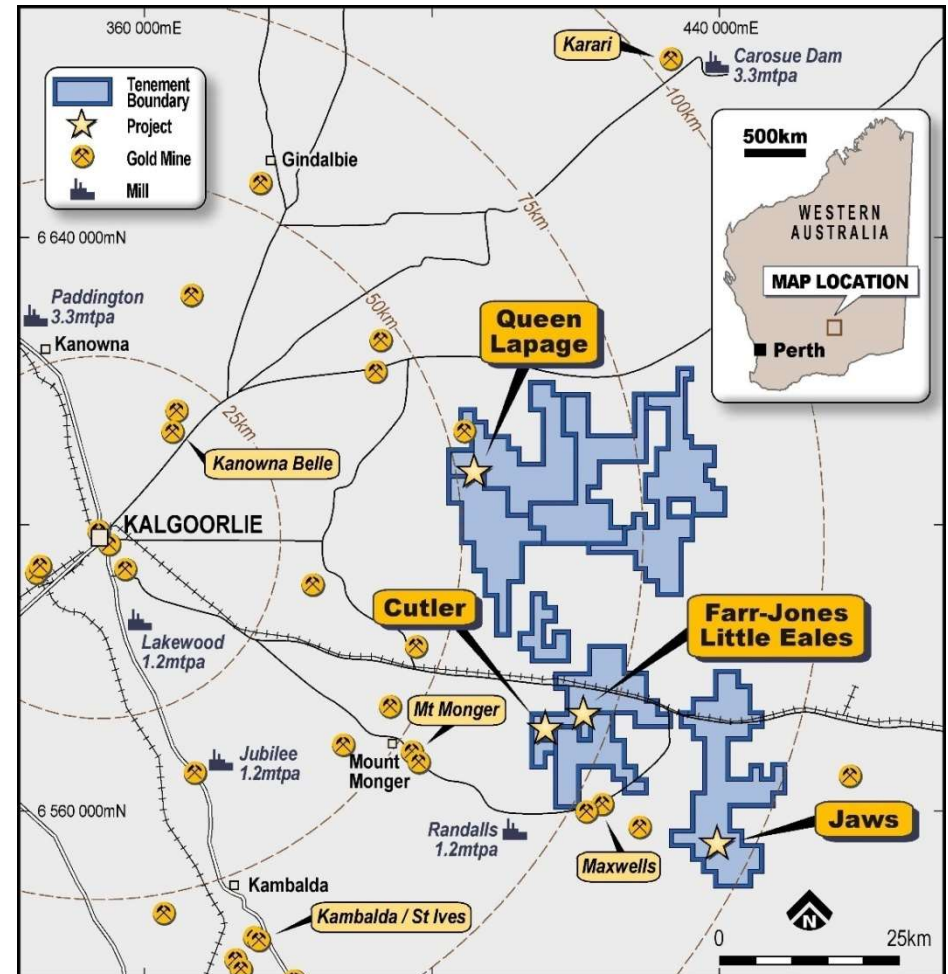 360 000mE
440 000mE
Karari
Carosue Dam
3.3mtpa
Tenement
Boundary
Project
Gold Mine
Mill
100km
500km
WESTERN
AUSTRALIA
MAP LOCATION
Perth
Gindalbie
75km
6 640 000mN
50km
Paddington
3.3mtpa
Kanowna
Queen
Lapage
25km
Kanowna Belle
KALGOORLIE
Cutler
Farr-Jones
Little Eales
Lakewood
1.2mtpa
Mt Monger
Jubilee
1.2mtpa
Mount
Monger
6 560 000mN
Randalls
1.2mtpa
Jaws
Maxwells
Kambalda
Kambalda / St Ives
N
0
25km